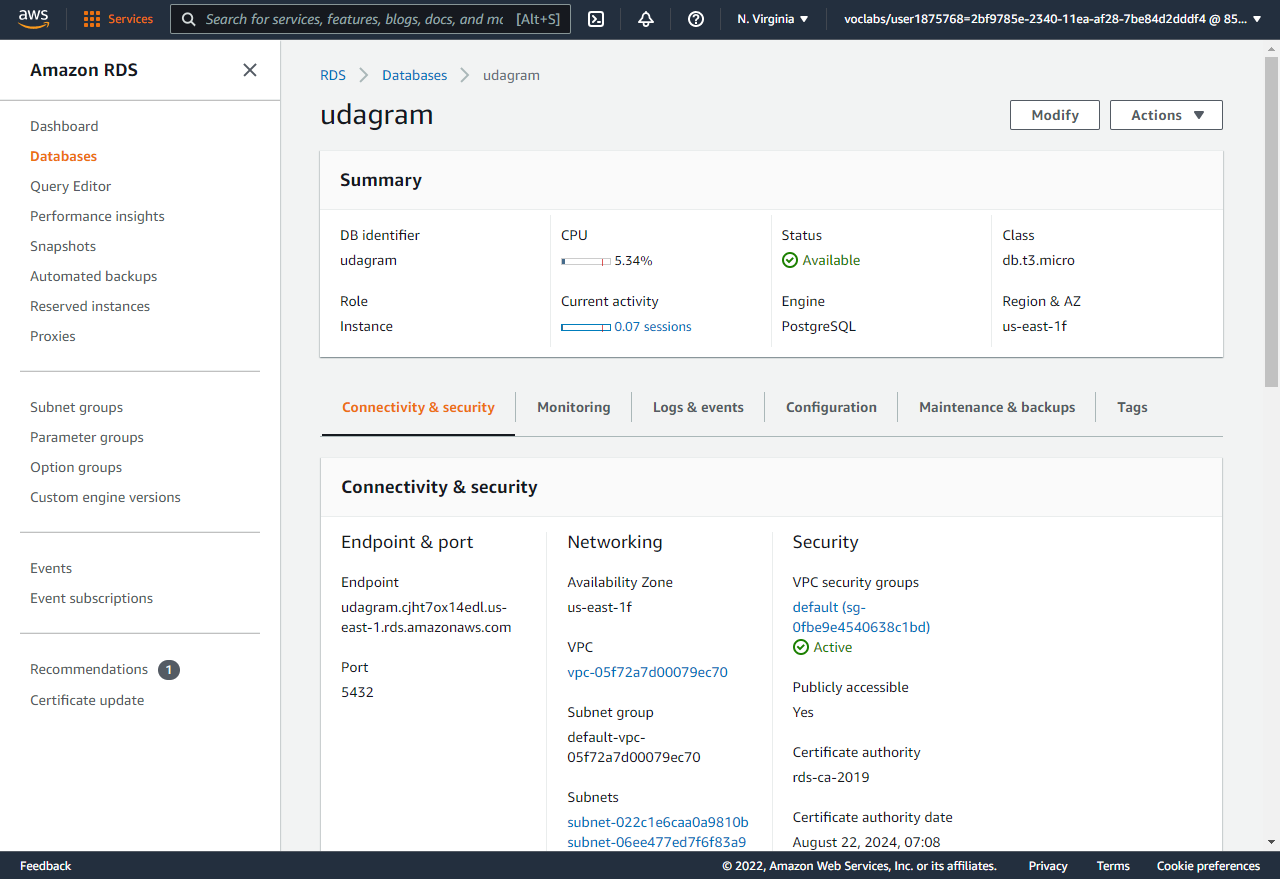 aws
Services
Search for services, features, blogs, docs, and mo [Alt+S]
N. Virginia
voclabs/user1875768=2bf9785e-2340-11ea-af28-7be84d2dddf4 @ 85...
Amazon RDS
Dashboard
Databases
Query Editor
Performance insights
Snapshots
Automated backups
Reserved instances
Proxies
Subnet groups
Parameter groups
Option groups
Custom engine versions
Events
Event subscriptions
Recommendations 1
Certificate update
RDS Databases udagram
udagram
Modify
Actions
Summary
DB identifier
udagram
CPU
5.34%
Status
Available
Class
db.t3.micro
Role
Instance
Current activity
0.07 sessions
Engine
PostgreSQL
Region & AZ
us-east-1f
Connectivity & security
Monitoring
Logs & events
Configuration
Maintenance & backups
Tags
Connectivity & security
Endpoint & port
Endpoint
udagram.cjht7ox14edl.us-
east-1.rds.amazonaws.com
Port
5432
Networking
Availability Zone
us-east-1f
VPC
vpc-05f72a7d00079ec70
Subnet group
default-vpc-
05f72a7d00079ec70
Subnets
subnet-022c1e6caa0a9810b
subnet-06ee477ed7f6f83a9
Security
VPC security groups
default (sg-
0fbe9e4540638c1bd)
Active
Publicly accessible
Yes
Certificate authority
rds-ca-2019
Certificate authority date
August 22, 2024, 07:08
Feedback
© 2022, Amazon Web Services, Inc. or its affiliates.
Privacy
Terms
Cookie preferences